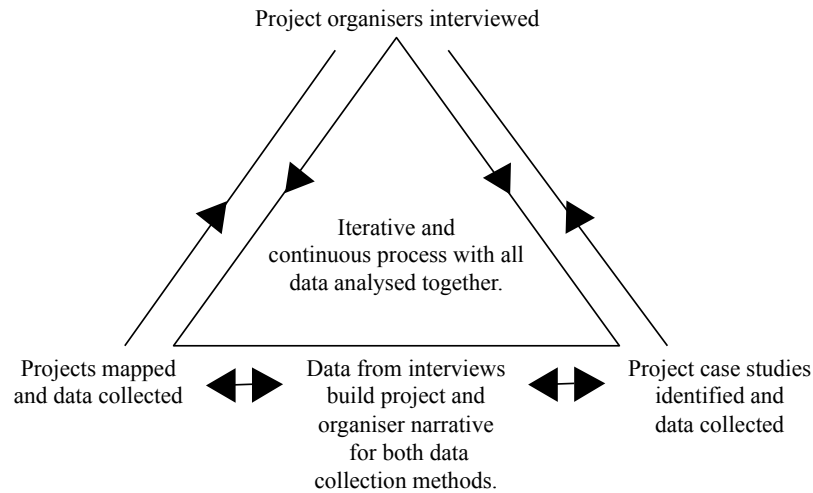 Project organisers interviewed
Iterative and
continuous process with all
data analysed together.
Projects mapped
and data collected
Data from interviews
build project and
organiser narrative
for both data
collection methods.
Project case studies
identified and
data collected